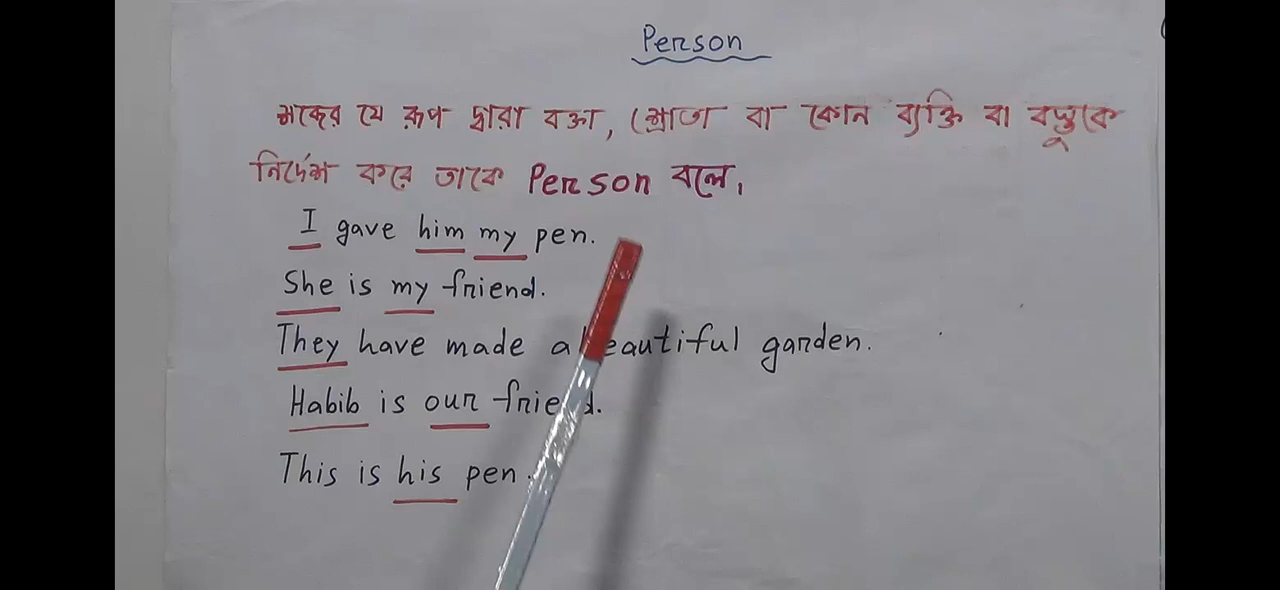 Person
শব্দের যে রূপ দ্বারা বক্তা, শ্রোতা বা কোন ব্যক্তি বা বস্তুকে
নির্দেশ করে তাকে Person বলে,
I gave him my pen.
She is my friend.
They have made a beautiful garden.
Habib is our friend.
This is his pen.